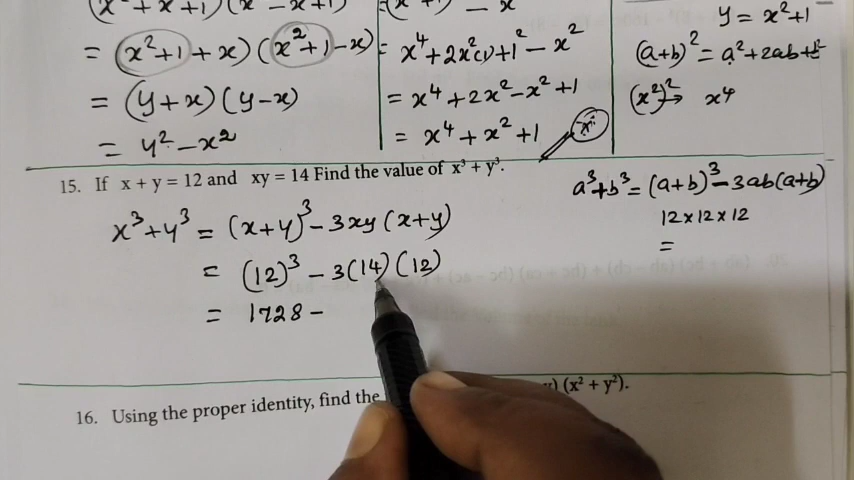 = (x²+1+x)(x²+1-x)
= (y+x)(y-x)
= y²-x²
= x⁴+2x²(1)+1²-x²
= x⁴+2x²-x²+1
= x⁴+x²+1
y = x²+1
(a+b)² = a²+2ab+b²
(x²)² → x⁴
15. If x + y = 12 and xy = 14 Find the value of x³ + y³.
x³+y³ = (x+y)³-3xy(x+y)
= (12)³-3(14)(12)
= 1728-
a³+b³=(a+b)³-3ab(a+b)
12×12×12
=
16. Using the proper identity, find the
(x² + y²).